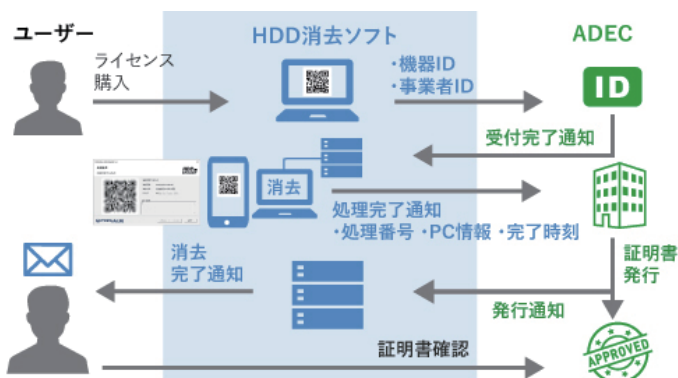 ユーザー
HDD消去ソフト
ADEC
ライセンス
購入
・機器ID
・事業者ID
ID
受付完了通知
消去
処理完了通知
・処理番号・PC情報・完了時刻
証明書
発行
消去
完了通知
発行通知
証明書確認
APPROVED